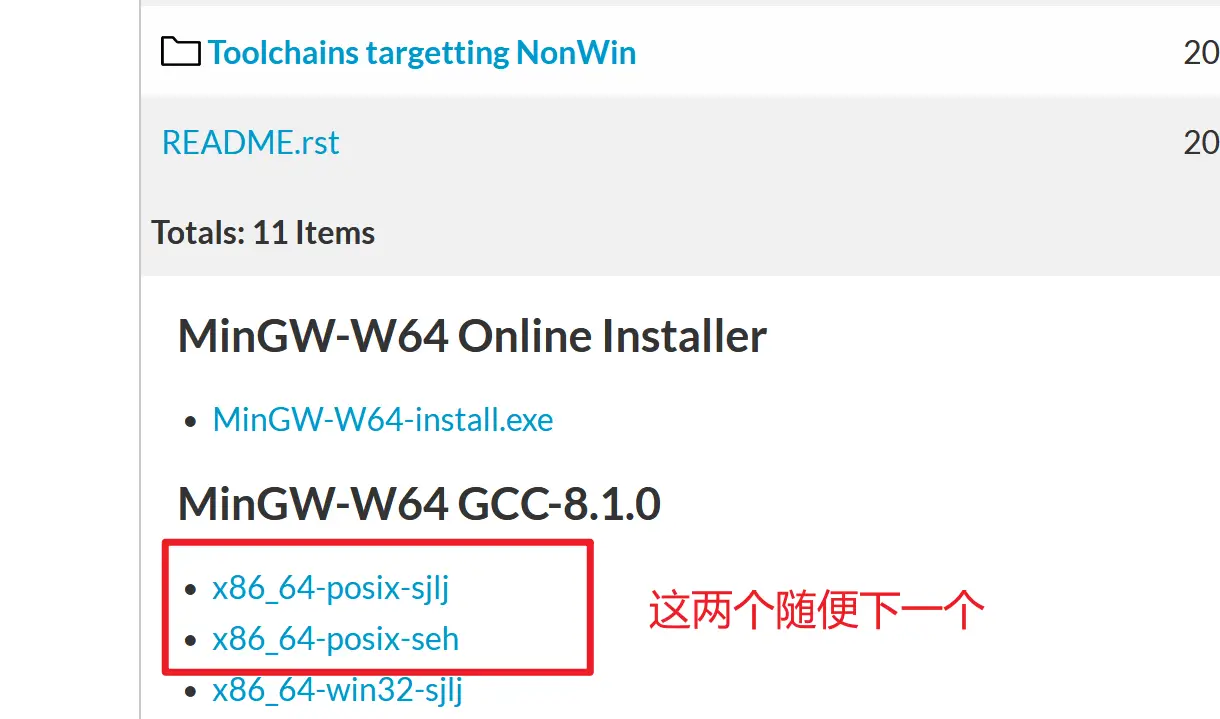 Toolchains targetting NonWin 20
README.rst 20
Totals: 11 Items
MinGW-W64 Online Installer
• MinGW-W64-install.exe
MinGW-W64 GCC-8.1.0
• x86_64-posix-sjlj
• x86_64-posix-seh
这两个随便下一个
• x86_64-win32-sjlj